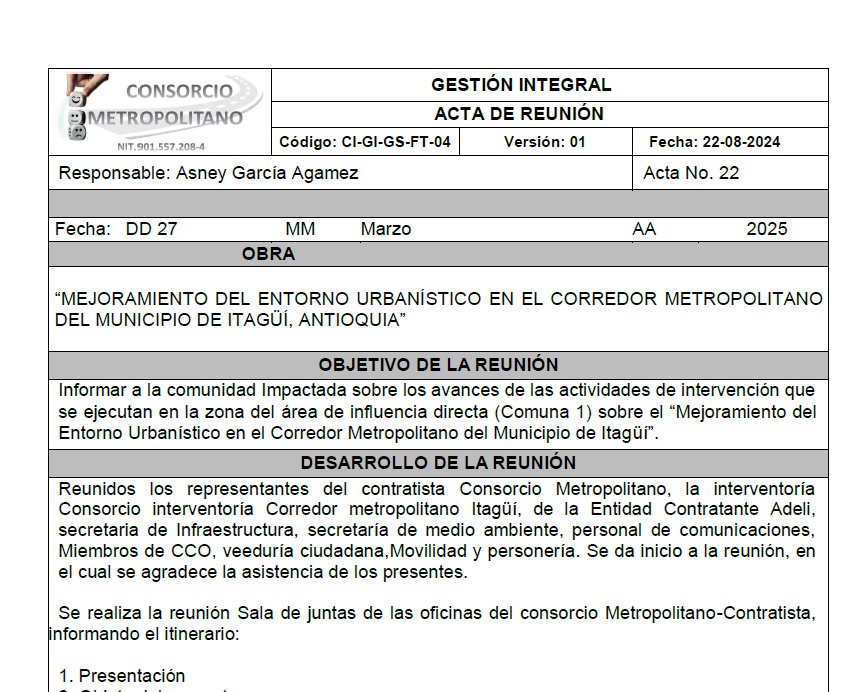 CONSORCIO
METROPOLITANO
NIT.901.557.208-4
GESTIÓN INTEGRAL
ACTA DE REUNIÓN
Código: CI-GI-GS-FT-04 Versión: 01 Fecha: 22-08-2024
Responsable: Asney García Agamez Acta No. 22
Fecha: DD 27 MM Marzo AA 2025
OBRA
“MEJORAMIENTO DEL ENTORNO URBANÍSTICO EN EL CORREDOR METROPOLITANO
DEL MUNICIPIO DE ITAGÜÍ, ANTIOQUIA”
OBJETIVO DE LA REUNIÓN
Informar a la comunidad Impactada sobre los avances de las actividades de intervención que
se ejecutan en la zona del área de influencia directa (Comuna 1) sobre el “Mejoramiento del
Entorno Urbanístico en el Corredor Metropolitano del Municipio de Itagüí”.
DESARROLLO DE LA REUNIÓN
Reunidos los representantes del contratista Consorcio Metropolitano, la interventoría
Consorcio interventoría Corredor metropolitano Itagüí, de la Entidad Contratante Adeli,
secretaria de Infraestructura, secretaría de medio ambiente, personal de comunicaciones,
Miembros de CCO, veeduría ciudadana,Movilidad y personería. Se da inicio a la reunión, en
el cual se agradece la asistencia de los presentes.
Se realiza la reunión Sala de juntas de las oficinas del consorcio Metropolitano-Contratista,
informando el itinerario:
1. Presentación